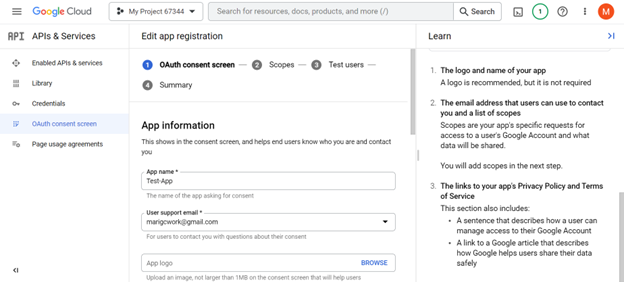 Google Cloud
My Project 67344
Search for resources, docs, products, and more (/)
Search
1
M
API APIs & Services
Enabled APIs & services
Library
Credentials
OAuth consent screen
Page usage agreements
Edit app registration
1 OAuth consent screen — 2 Scopes — 3 Test users —
4 Summary
App information
This shows in the consent screen, and helps end users know who you are and contact
you
App name *
Test-App
The name of the app asking for consent
User support email *
marigcwork@gmail.com
For users to contact you with questions about their consent
App logo
BROWSE
Upload an image, not larger than 1MB on the consent screen that will help users
Learn
1. The logo and name of your app
A logo is recommended, but it is not required
2. The email address that users can use to contact
you and a list of scopes
Scopes are your app's specific requests for
access to a user's Google Account and what
data will be shared.
You will add scopes in the next step.
3. The links to your app's Privacy Policy and Terms
of Service
This section also includes:
• A sentence that describes how a user can
manage access to their Google Account
• A link to a Google article that describes
how Google helps users share their data
safely